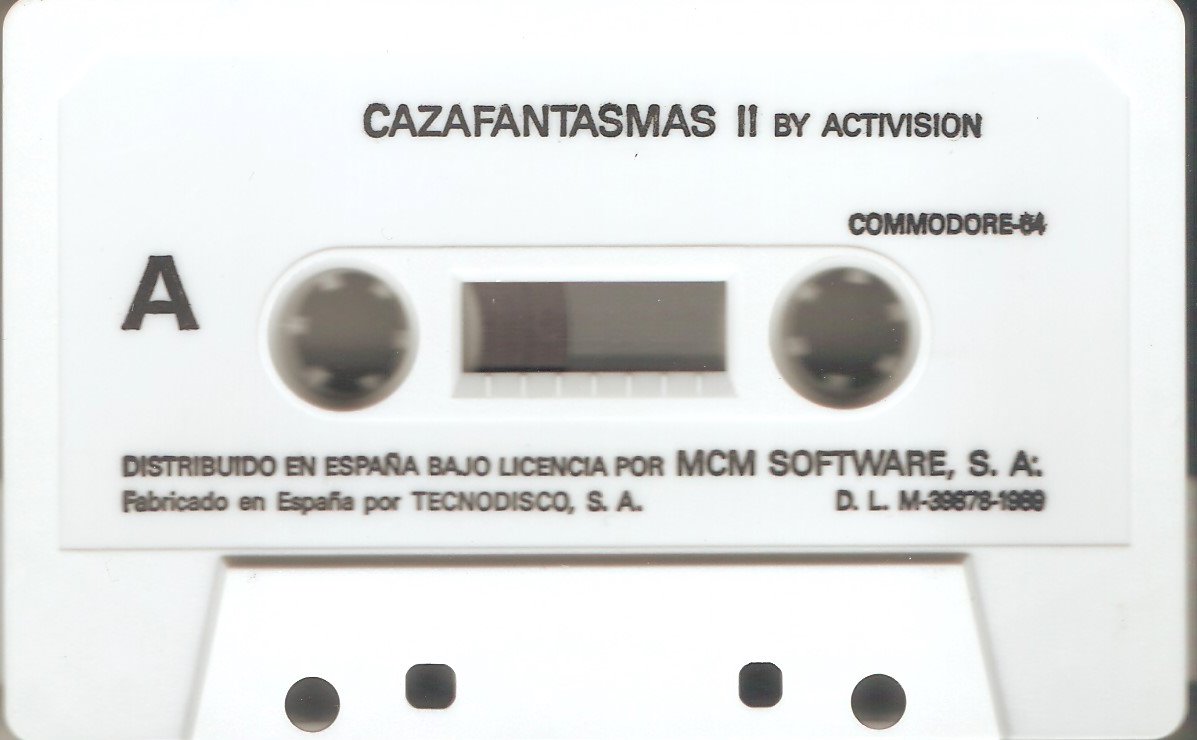 CAZAFANTASMAS II BY ACTIVISION
COMMODORE-64
A
DISTRIBUIDO EN ESPAÑA BAJO LICENCIA POR MCM SOFTWARE, S. A.
Fabricado en España por TECNODISCO, S. A. D. L. M-39678-1989